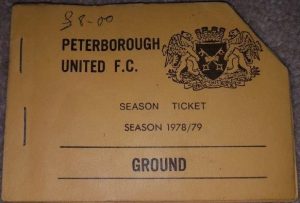 £8-00
PETERBOROUGH
UNITED F.C.
SEASON TICKET
SEASON 1978/79
GROUND